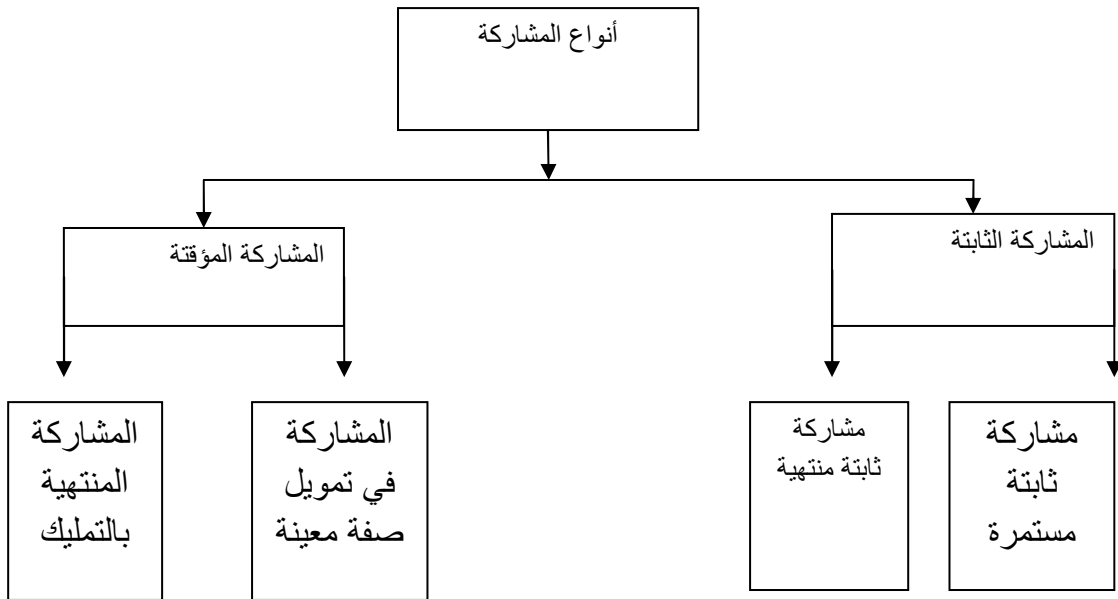 أنواع المشاركة
المشاركة الثابتة
المشاركة المؤقتة
مشاركة
ثابتة
مستمرة
مشاركة
ثابتة منتهية
المشاركة
في تمويل
صفة معينة
المشاركة
المنتهية
بالتمليك